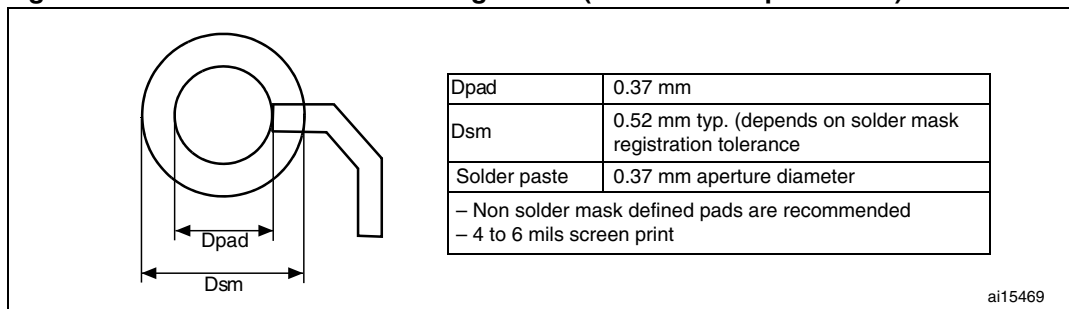 Dpad
Dsm
Dpad 0.37 mm
Dsm 0.52 mm typ. (depends on solder mask
registration tolerance
Solder paste 0.37 mm aperture diameter
– Non solder mask defined pads are recommended
– 4 to 6 mils screen print
ai15469